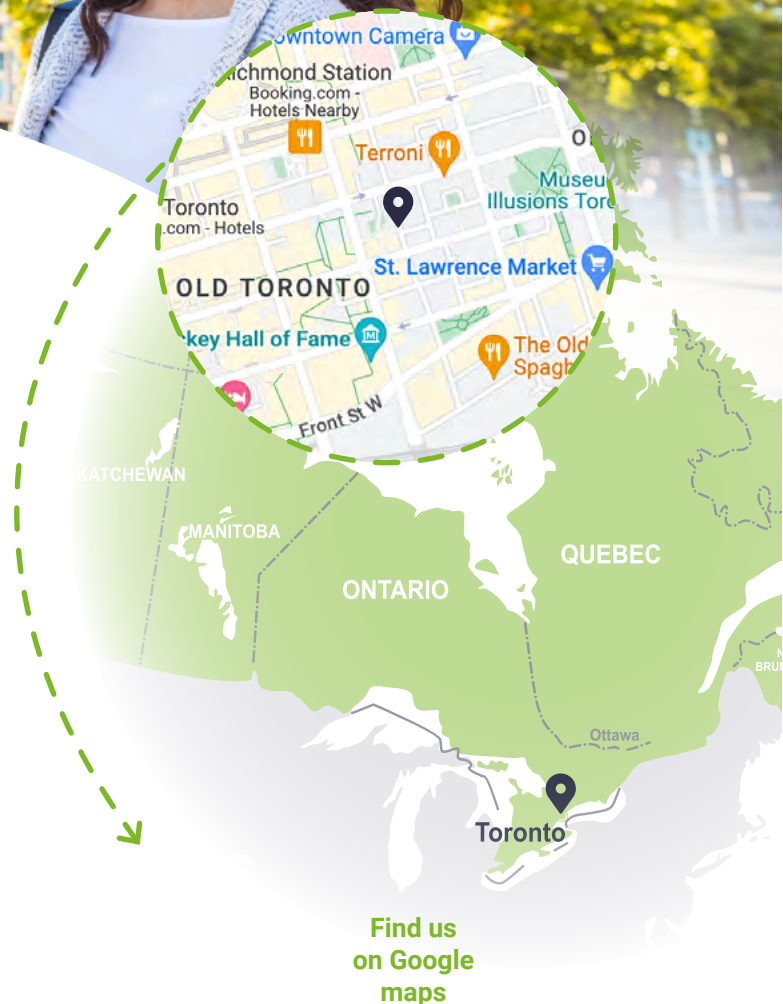 owntown Camera
ichmond Station
Booking.com -
Hotels Nearby
Terroni
Museu
Illusions Toro
Toronto
.com - Hotels
St. Lawrence Market
OLD TORONTO
key Hall of Fame
The Old
Spagh
Front St W
KATCHEWAN
MANITOBA
QUEBEC
ONTARIO
N
BRUN
Ottawa
Toronto
Find us
on Google
maps